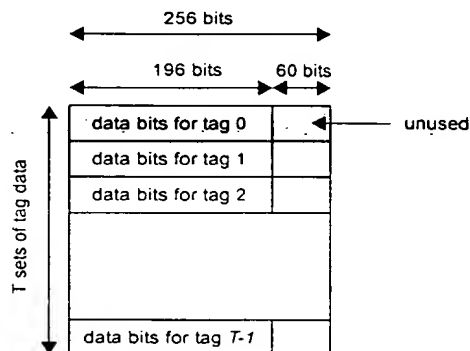 256 bits
196 bits
60 bits
data bits for tag 0
unused
data bits for tag 1
data bits for tag 2
T sets of tag data
data bits for tag T-1